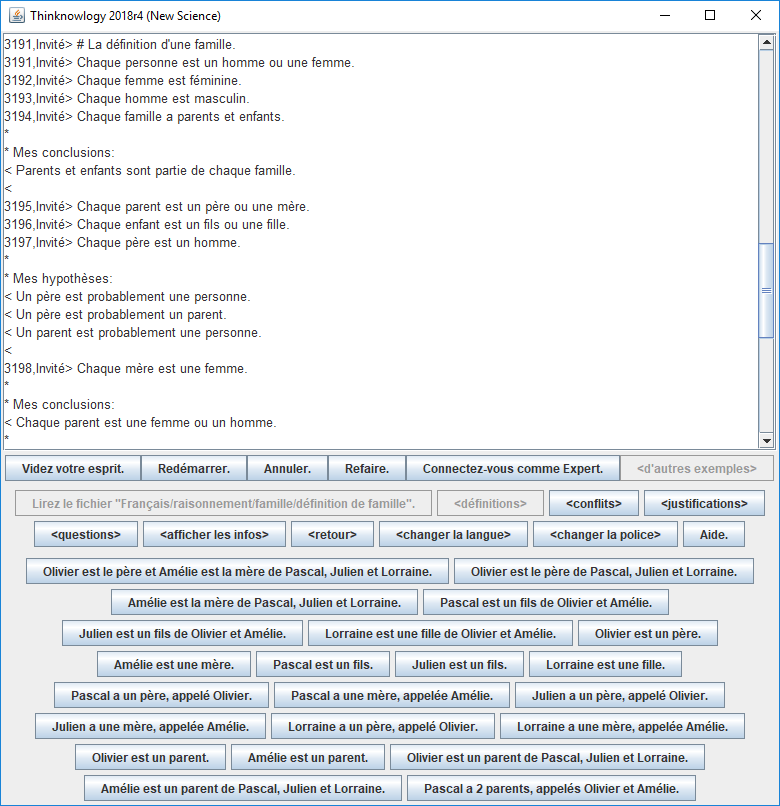 Thinknowlogy 2018r4 (New Science)
3191,Invité> # La définition d'une famille.
3191,Invité> Chaque personne est un homme ou une femme.
3192,Invité> Chaque femme est féminine.
3193,Invité> Chaque homme est masculin.
3194,Invité> Chaque famille a parents et enfants.
*
* Mes conclusions:
< Parents et enfants sont partie de chaque famille.
<
3195,Invité> Chaque parent est un père ou une mère.
3196,Invité> Chaque enfant est un fils ou une fille.
3197,Invité> Chaque père est un homme.
*
* Mes hypothèses:
< Un père est probablement une personne.
< Un père est probablement un parent.
< Un parent est probablement une personne.
<
3198,Invité> Chaque mère est une femme.
*
* Mes conclusions:
< Chaque parent est une femme ou un homme.
*
Videz votre esprit. Redémarrer. Annuler. Refaire. Connectez-vous comme Expert. <d'autres exemples>
Lirez le fichier "Français/raisonnement/famille/définition de famille". <définitions> <conflits> <justifications>
<questions> <afficher les infos> <retour> <changer la langue> <changer la police> Aide.
Olivier est le père et Amélie est la mère de Pascal, Julien et Lorraine. Olivier est le père de Pascal, Julien et Lorraine.
Amélie est la mère de Pascal, Julien et Lorraine. Pascal est un fils de Olivier et Amélie.
Julien est un fils de Olivier et Amélie. Lorraine est une fille de Olivier et Amélie. Olivier est un père.
Amélie est une mère. Pascal est un fils. Julien est un fils. Lorraine est une fille.
Pascal a un père, appelé Olivier. Pascal a une mère, appelée Amélie. Julien a un père, appelé Olivier.
Julien a une mère, appelée Amélie. Lorraine a un père, appelé Olivier. Lorraine a une mère, appelée Amélie.
Olivier est un parent. Amélie est un parent. Olivier est un parent de Pascal, Julien et Lorraine.
Amélie est un parent de Pascal, Julien et Lorraine. Pascal a 2 parents, appelés Olivier et Amélie.